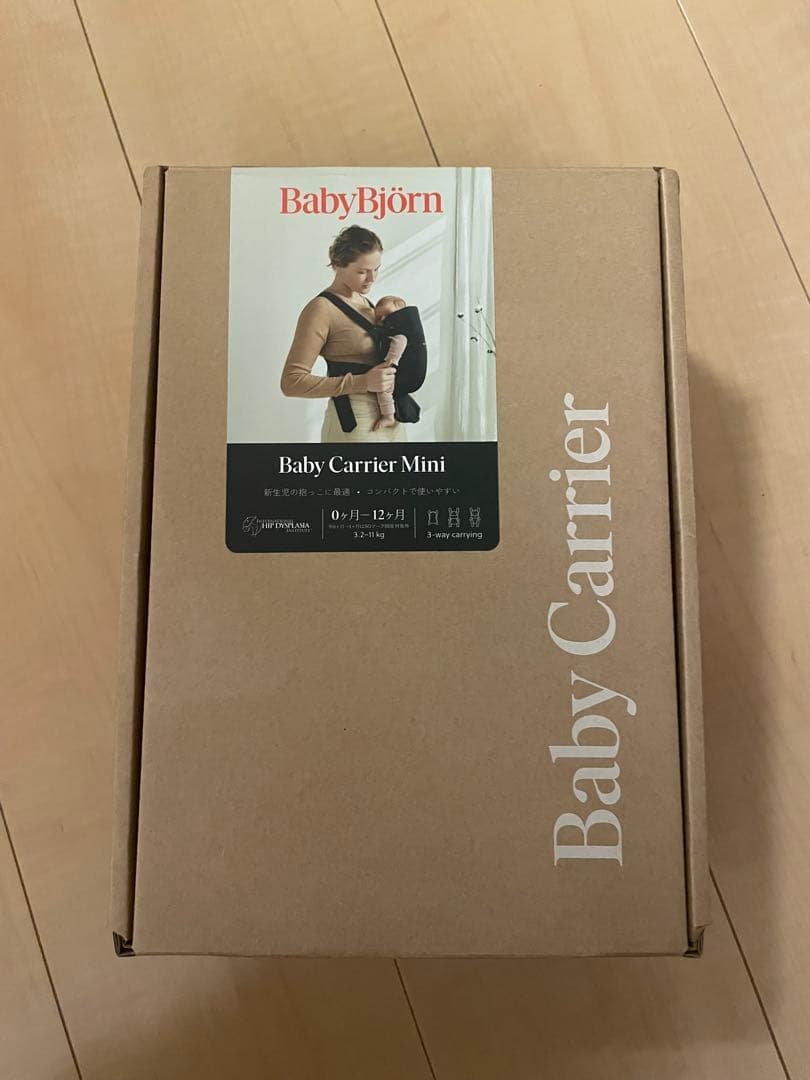 BabyBjörn
Baby Carrier Mini
新生児の抱っこに最適 • コンパクトで使いやすい
INTERNATIONAL
HIP DYSPLASIA
INSTITUTE
0ヶ月—12ヶ月
3.2–11 kg
3-way carrying
Baby Carrier